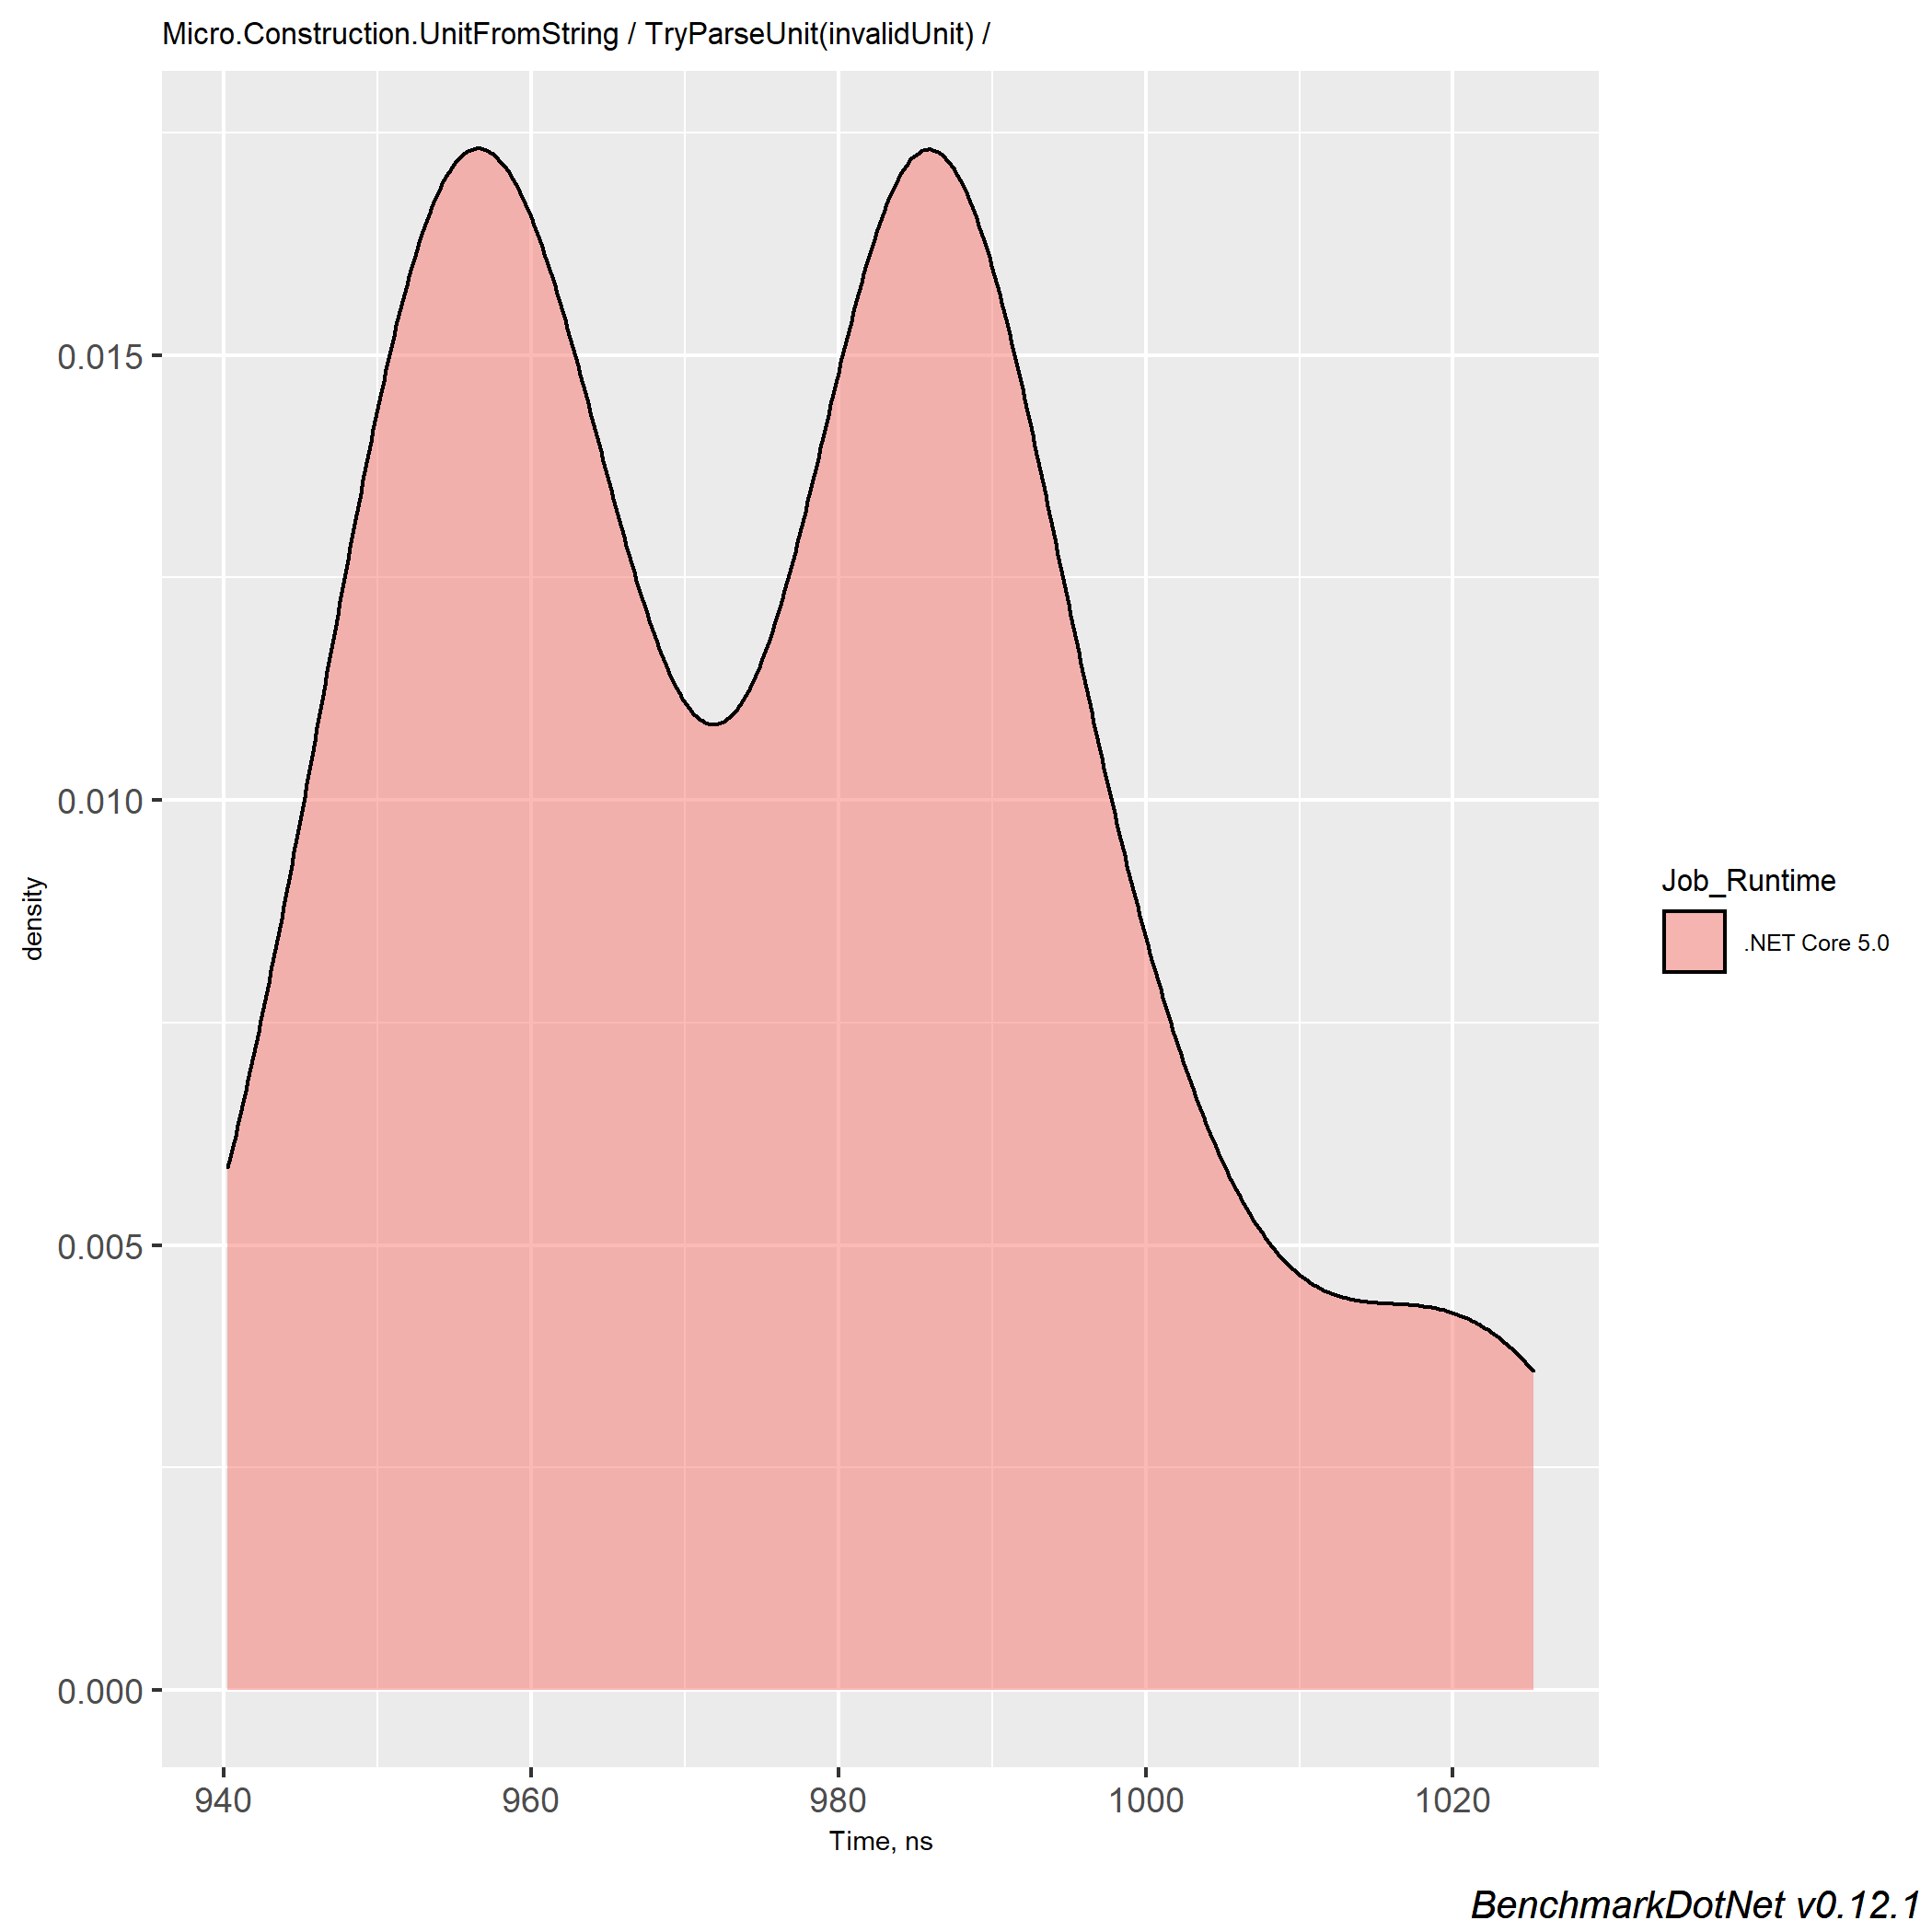 Micro.Construction.UnitFromString / TryParseUnit(invalidUnit) /
0.015
0.010
0.005
0.000
density
940 960 980 1000 1020
Time, ns
Job_Runtime
.NET Core 5.0
BenchmarkDotNet v0.12.1